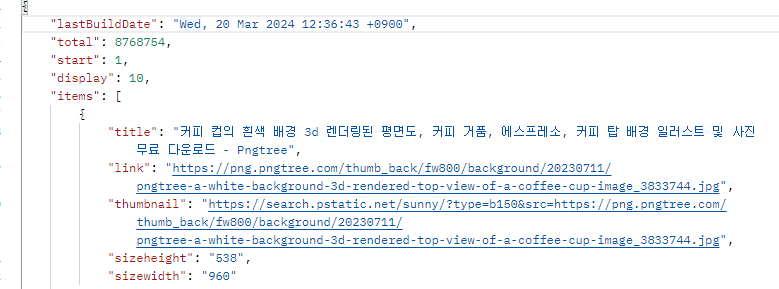 {
"lastBuildDate": "Wed, 20 Mar 2024 12:36:43 +0900",
"total": 8768754,
"start": 1,
"display": 10,
"items": [
{
"title": "커피 컵의 흰색 배경 3d 렌더링된 평면도, 커피 거품, 에스프레소, 커피 탑 배경 일러스트 및 사진
무료 다운로드 - Pngtree",
"link": "https://png.pngtree.com/thumb_back/fw800/background/20230711/
pngtree-a-white-background-3d-rendered-top-view-of-a-coffee-cup-image_3833744.jpg",
"thumbnail": "https://search.pstatic.net/sunny/?type=b150&src=https://png.pngtree.com/
thumb_back/fw800/background/20230711/
pngtree-a-white-background-3d-rendered-top-view-of-a-coffee-cup-image_3833744.jpg",
"sizeheight": "538",
"sizewidth": "960"